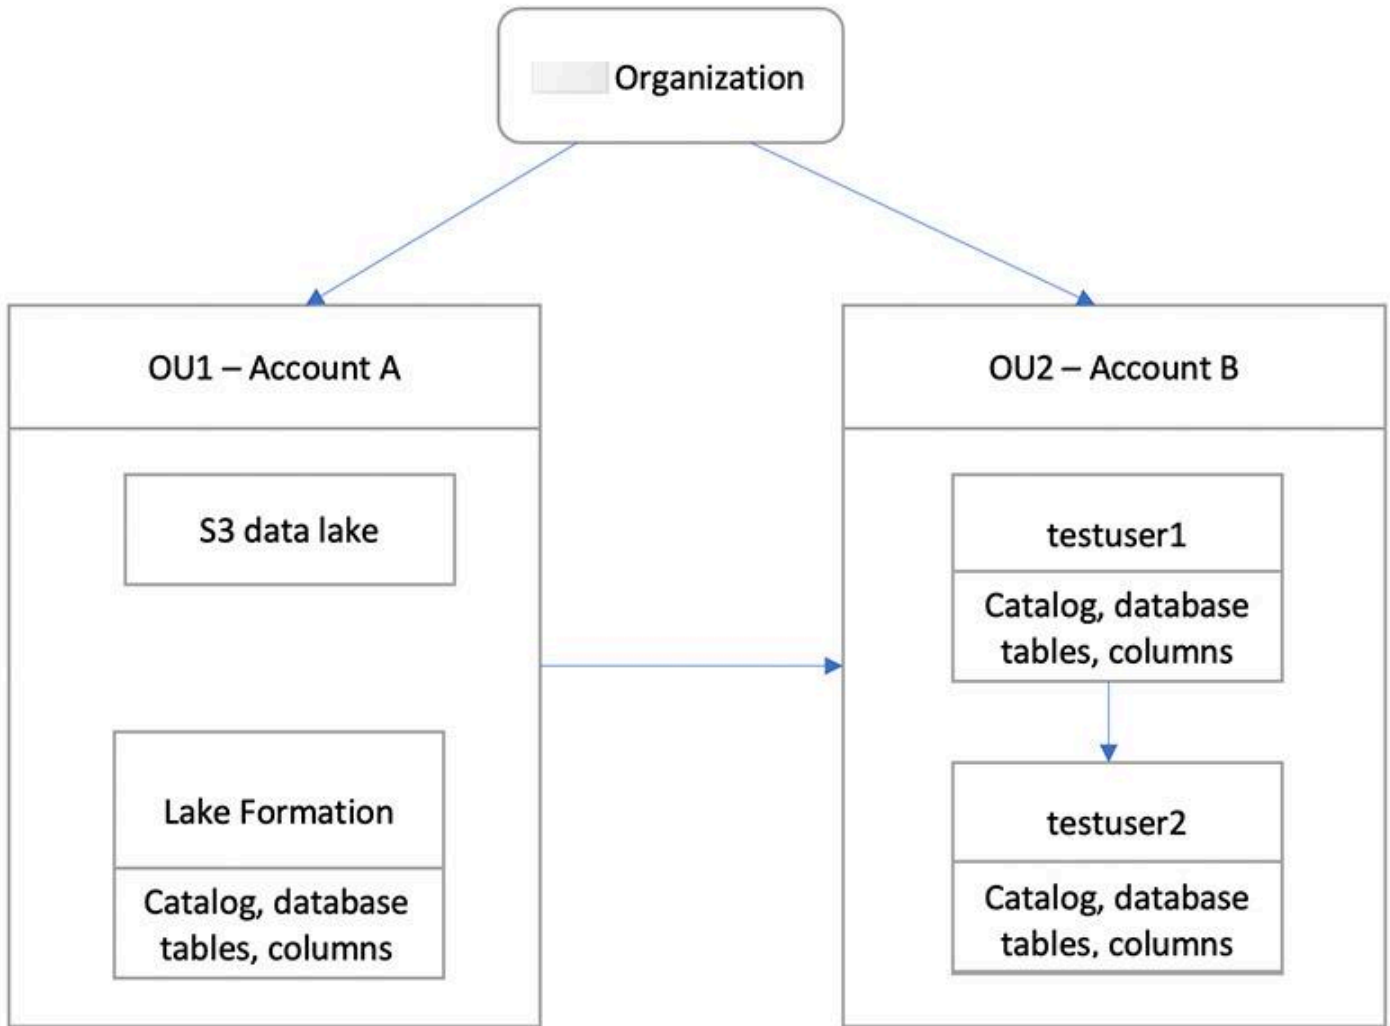 Organization
OU1 – Account A
S3 data lake
Lake Formation
Catalog, database
tables, columns
OU2 – Account B
testuser1
Catalog, database
tables, columns
testuser2
Catalog, database
tables, columns